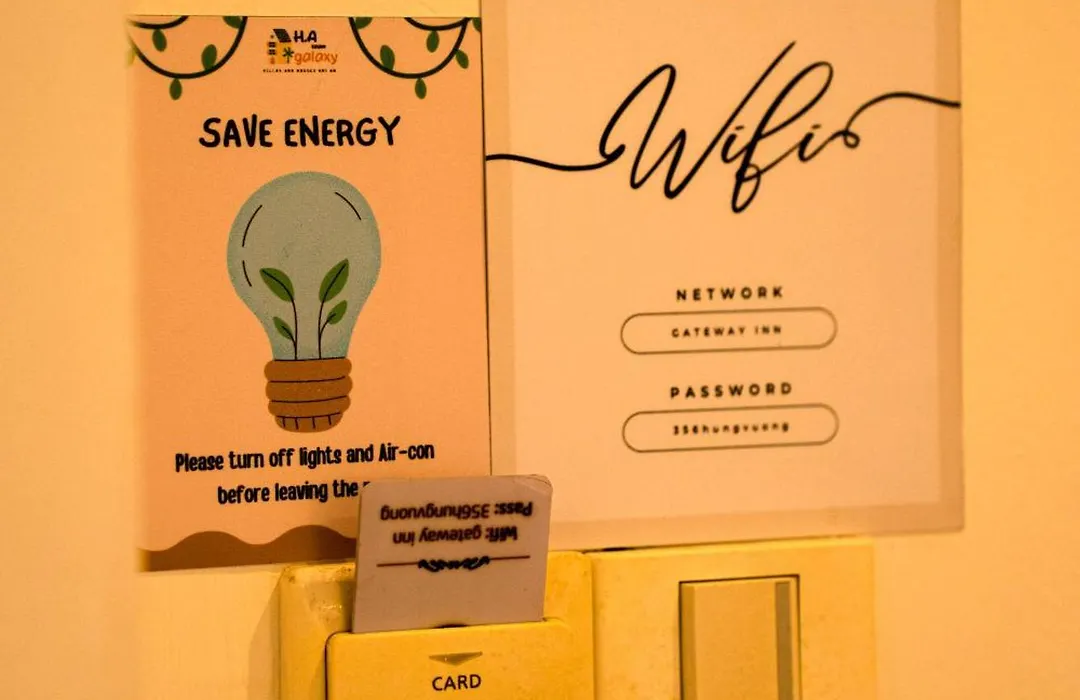 H.A
galaxy
SAVE ENERGY
Please turn off lights and Air-con
before leaving the
Wifi
NETWORK
GATEWAY INN
PASSWORD
356hungvuong
Wifi: gateway inn
Pass: 356hungvuong
CARD